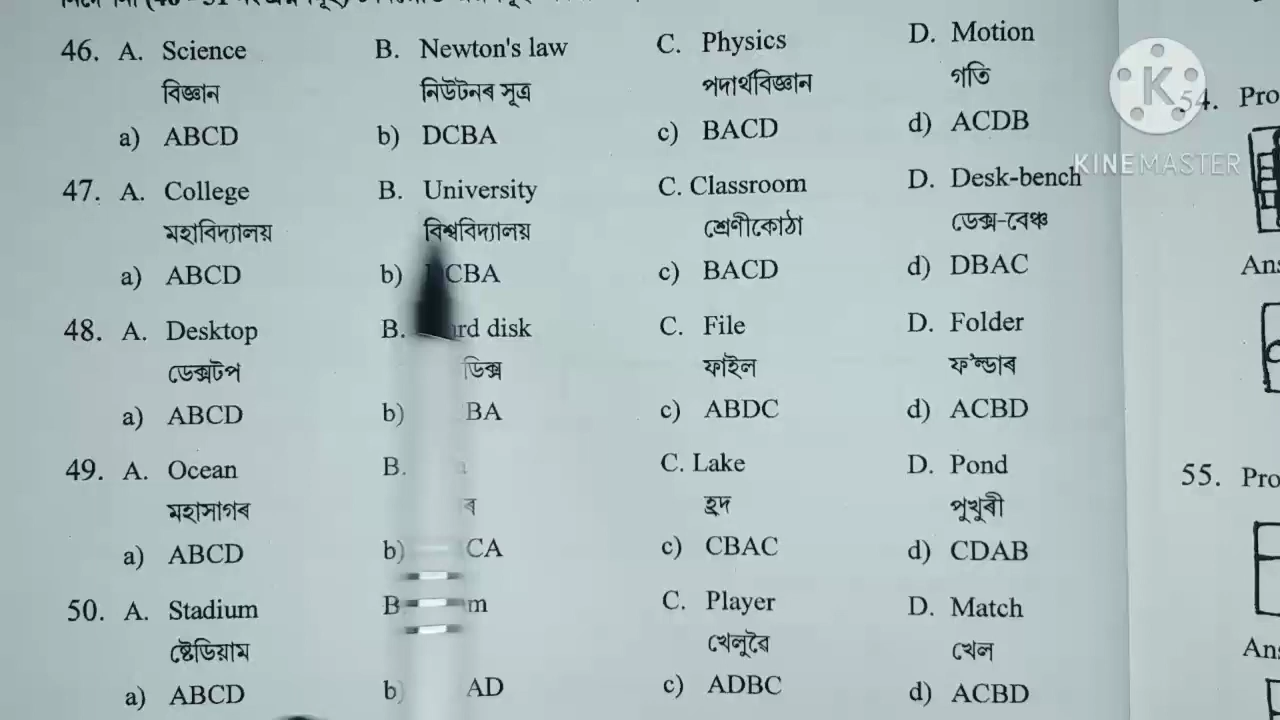 46. A. Science B. Newton's law C. Physics D. Motion
বিজ্ঞান নিউটনৰ সূত্ৰ পদাৰ্থবিজ্ঞান গতি
a) ABCD b) DCBA c) BACD d) ACDB
47. A. College B. University C. Classroom D. Desk-bench
মহাবিদ্যালয় বিশ্ববিদ্যালয় শ্ৰেণীকোঠা ডেক্স-বেঞ্চ
a) ABCD b) CBA c) BACD d) DBAC
48. A. Desktop B. rd disk C. File D. Folder
ডেক্সটপ ডিক্স ফাইল ফ'ল্ডাৰ
a) ABCD b) BA c) ABDC d) ACBD
49. A. Ocean B. C. Lake D. Pond
মহাসাগৰ ৰ হ্ৰদ পুখুৰী
a) ABCD b) CA c) CBAC d) CDAB
50. A. Stadium B m C. Player D. Match
ষ্টেডিয়াম খেলুৱৈ খেল
a) ABCD b) AD c) ADBC d) ACBD
K
KINEMASTER
54. Pro
Ans
55. Pro
Ans